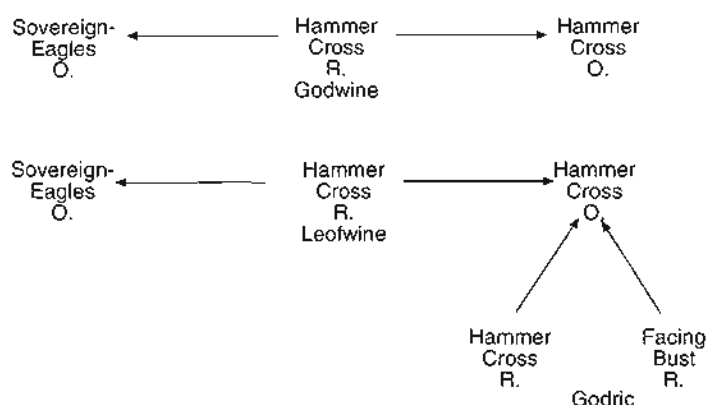 Sovereign-
Eagles
O.
Hammer
Cross
R.
Godwine
Hammer
Cross
O.
Sovereign-
Eagles
O.
Hammer
Cross
R.
Leofwine
Hammer
Cross
O.
Hammer
Cross
R.
Facing
Bust
R.
Godric